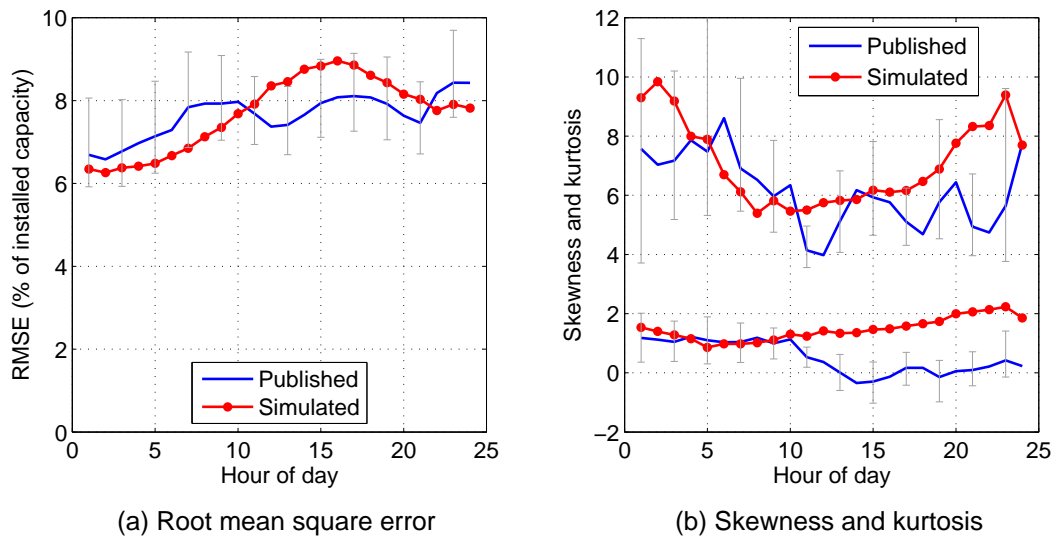 10
8
6
4
2
0
RMSE (% of installed capacity)
0 5 10 15 20 25
Hour of day
Published
Simulated
(a) Root mean square error
12
10
8
6
4
2
0
−2
Skewness and kurtosis
0 5 10 15 20 25
Hour of day
Published
Simulated
(b) Skewness and kurtosis